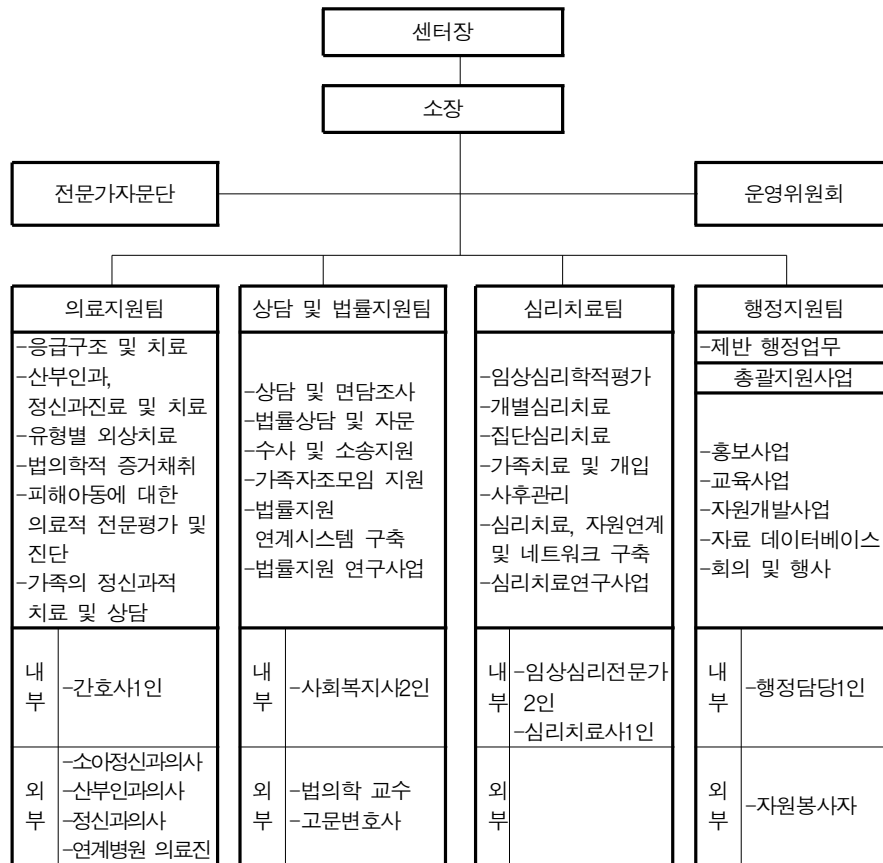 센터장
소장
전문가자문단
운영위원회
의료지원팀
-응급구조 및 치료
-산부인과,
정신과진료 및 치료
-유형별 외상치료
-법의학적 증거채취
-피해아동에 대한
의료적 전문평가 및
진단
-가족의 정신과적
치료 및 상담
내부
-간호사1인
외부
-소아정신과의사
-산부인과의사
-정신과의사
-연계병원 의료진
상담 및 법률지원팀
-상담 및 면담조사
-법률상담 및 자문
-수사 및 소송지원
-가족자조모임 지원
-법률지원
연계시스템 구축
-법률지원 연구사업
내부
-사회복지사2인
외부
-법의학 교수
-고문변호사
심리치료팀
-임상심리학적평가
-개별심리치료
-집단심리치료
-가족치료 및 개입
-사후관리
-심리치료, 자원연계
및 네트워크 구축
-심리치료연구사업
내부
-임상심리전문가
2인
-심리치료사1인
외부
행정지원팀
-제반 행정업무
총괄지원사업
-홍보사업
-교육사업
-자원개발사업
-자료 데이터베이스
-회의 및 행사
내부
-행정담당1인
외부
-자원봉사자